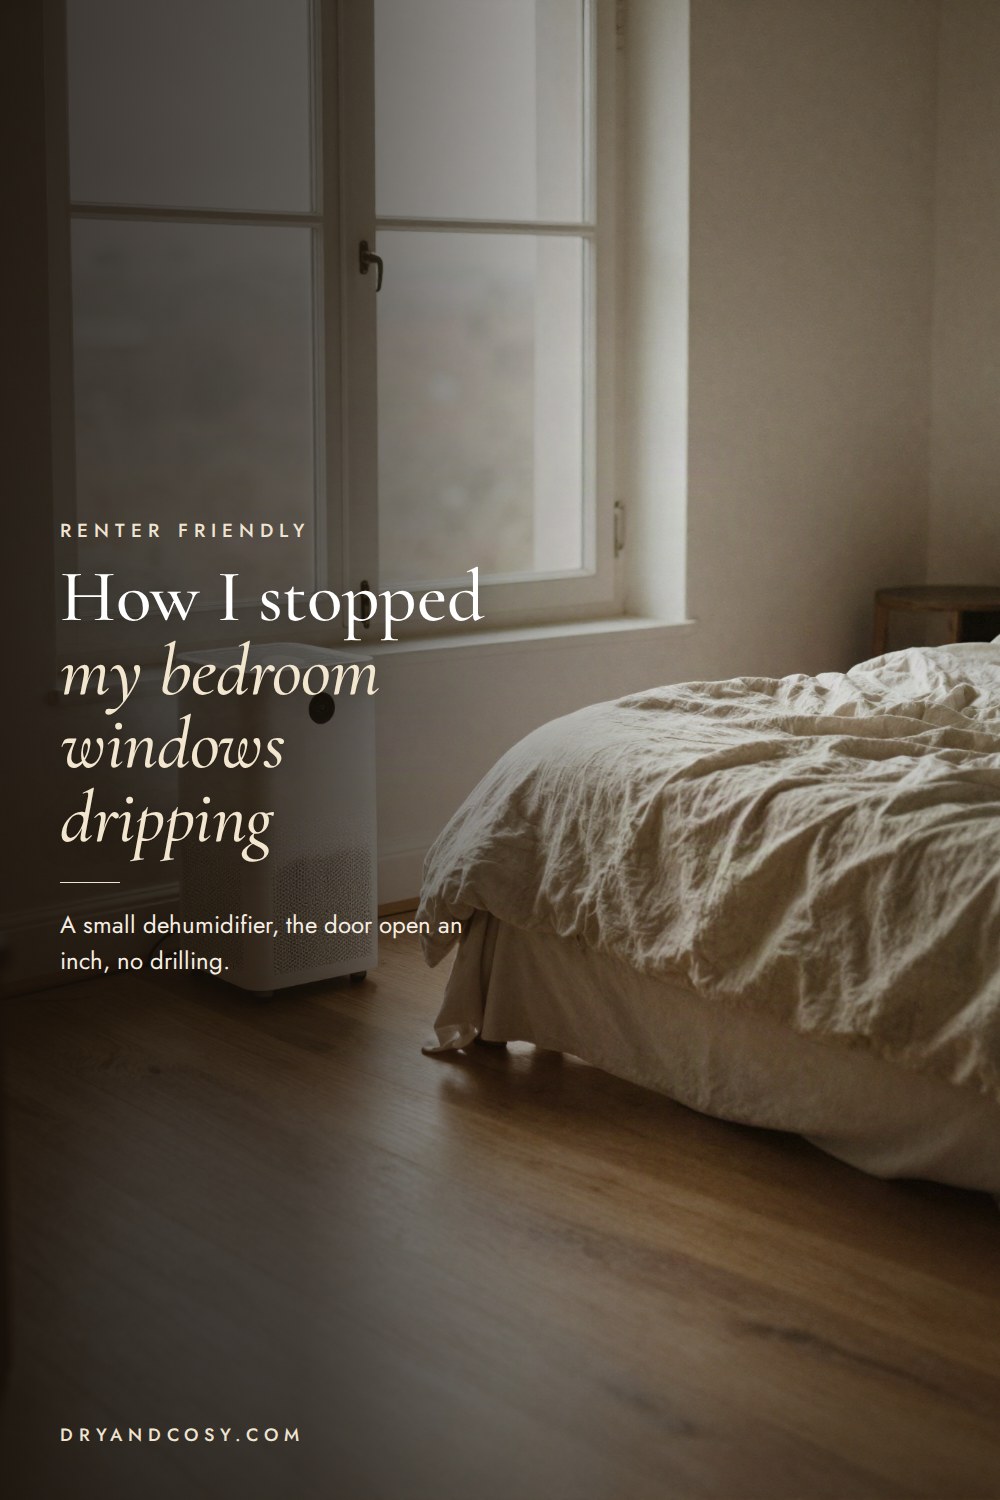 RENTER FRIENDLY
How I stopped
my bedroom
windows
dripping
A small dehumidifier, the door open an
inch, no drilling.
DRYANDCOSY.COM